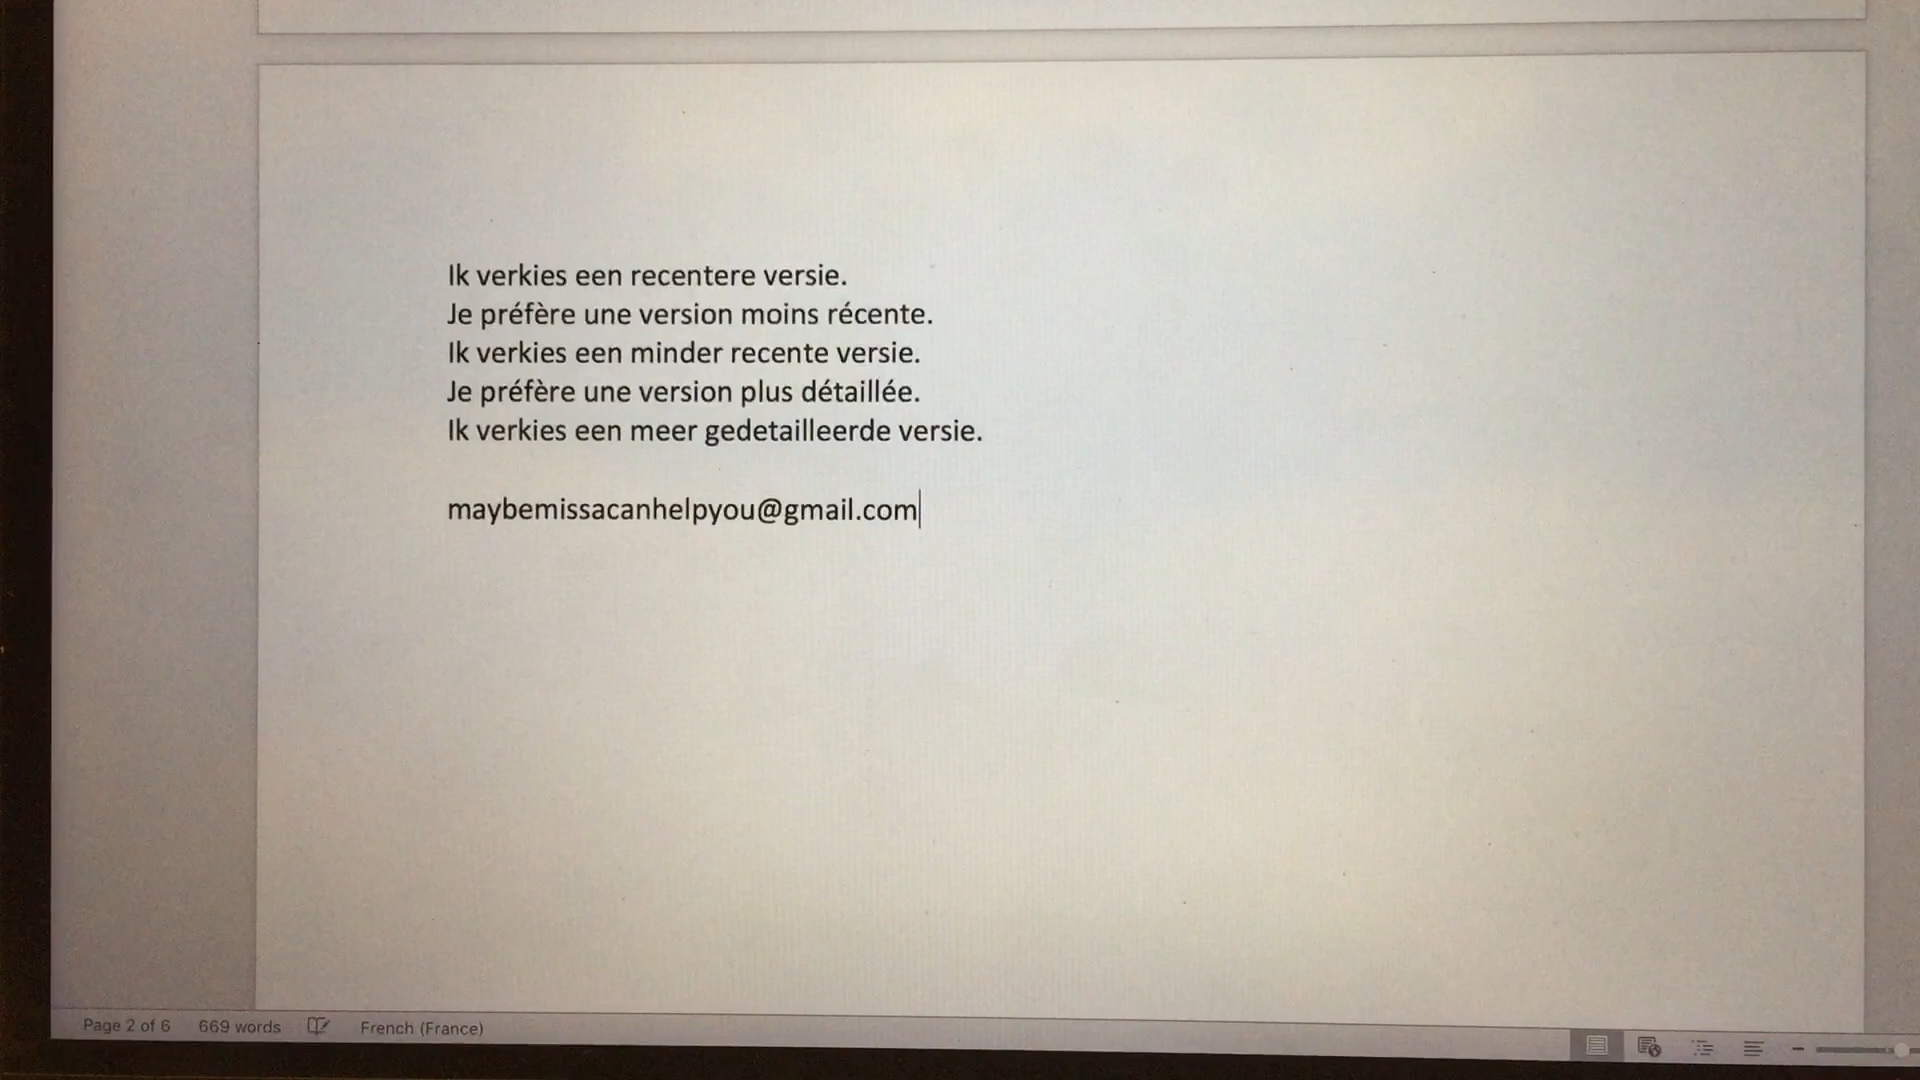 Ik verkies een recentere versie.
Je préfère une version moins récente.
Ik verkies een minder recente versie.
Je préfère une version plus détaillée.
Ik verkies een meer gedetailleerde versie.
maybemissacanhelpyou@gmail.com
Page 2 of 6 669 words French (France)